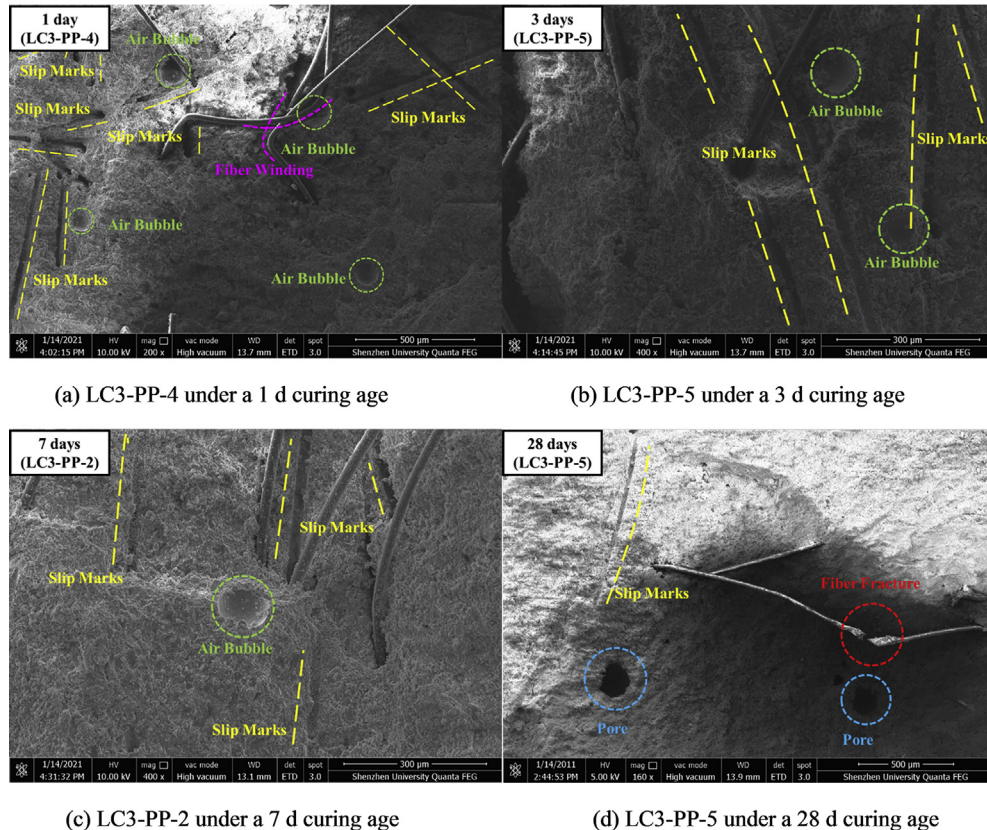 1 day
(LC3-PP-4)
Air Bubble
Slip Marks
Slip Marks
Slip Marks
Slip Marks
Air Bubble
Fiber Winding
Air Bubble
Slip Marks
Air Bubble
1/14/2021 HV mag vac mode WD det spot 500 µm
4:02:15 PM 10.00 kV 200 x High vacuum 13.7 mm ETD 3.0 Shenzhen University Quanta FEG
(a) LC3-PP-4 under a 1 d curing age
3 days
(LC3-PP-5)
Air Bubble
Slip Marks
Slip Marks
Air Bubble
1/14/2021 HV mag vac mode WD det spot 300 µm
4:14:45 PM 10.00 kV 400 x High vacuum 13.7 mm ETD 3.0 Shenzhen University Quanta FEG
(b) LC3-PP-5 under a 3 d curing age
7 days
(LC3-PP-2)
Slip Marks
Slip Marks
Air Bubble
Slip Marks
1/14/2021 HV mag vac mode WD det spot 300 µm
4:31:32 PM 10.00 kV 400 x High vacuum 13.1 mm ETD 3.0 Shenzhen University Quanta FEG
(c) LC3-PP-2 under a 7 d curing age
28 days
(LC3-PP-5)
Fiber Fracture
Slip Marks
Pore
Pore
1/14/2011 HV mag vac mode WD det spot 500 µm
2:44:53 PM 5.00 kV 160 x High vacuum 13.9 mm ETD 3.0 Shenzhen University Quanta FEG
(d) LC3-PP-5 under a 28 d curing age